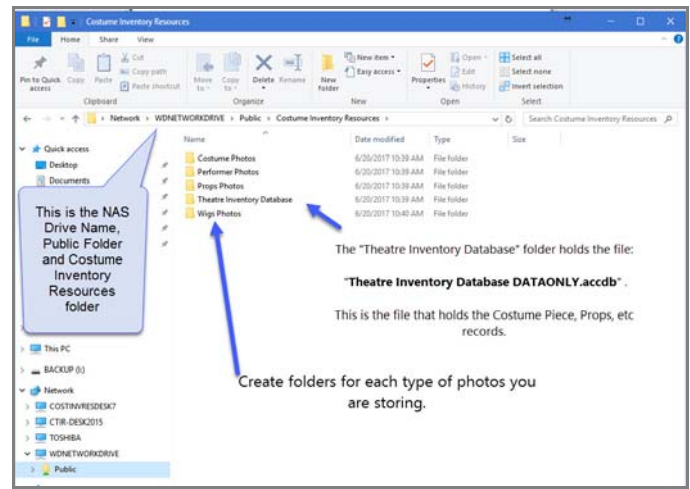 Costume Inventory Resources
File Home Share View
Pin to Quick access
Copy
Paste
Cut
Copy path
Paste shortcut
Clipboard
Move to
Copy to
Delete
Rename
Organize
New folder
New item
Easy access
New
Properties
Open
Edit
History
Open
Select all
Select none
Invert selection
Select
Network > WDNETWORKDRIVE > Public > Costume Inventory Resources >
Search Costume Inventory Resources
Name Date modified Type Size
Quick access
Desktop
Documents
Costume Photos 6/20/2017 10:39 AM File folder
Performer Photos 6/20/2017 10:39 AM File folder
Props Photos 6/20/2017 10:39 AM File folder
Theatre Inventory Database 6/20/2017 10:39 AM File folder
Wigs Photos 6/20/2017 10:40 AM File folder
This is the NAS
Drive Name,
Public Folder
and Costume
Inventory
Resources
folder
The "Theatre Inventory Database" folder holds the file:
"Theatre Inventory Database DATAONLY.accdb" .
This is the file that holds the Costume Piece, Props, etc
records.
Create folders for each type of photos you
are storing.
This PC
BACKUP (I:)
Network
COSTINVRESDESK7
CTIR-DESK2015
TOSHIBA
WDNETWORKDRIVE
Public